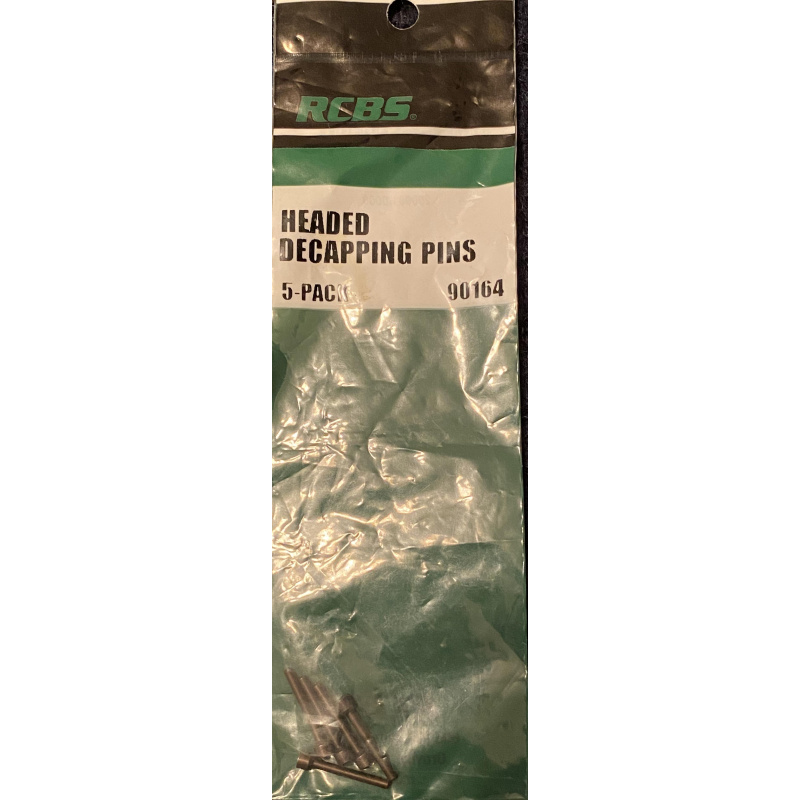 RCBS®
HEADED
DECAPPING PINS
5-PACK 90164